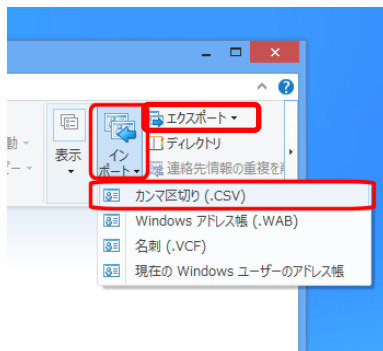 エクスポート
動
ディレクトリ
表示
イン
ポート
連絡先情報の重複を
カンマ区切り (.CSV)
Windows アドレス帳 (.WAB)
名刺 (.VCF)
現在の Windows ユーザーのアドレス帳